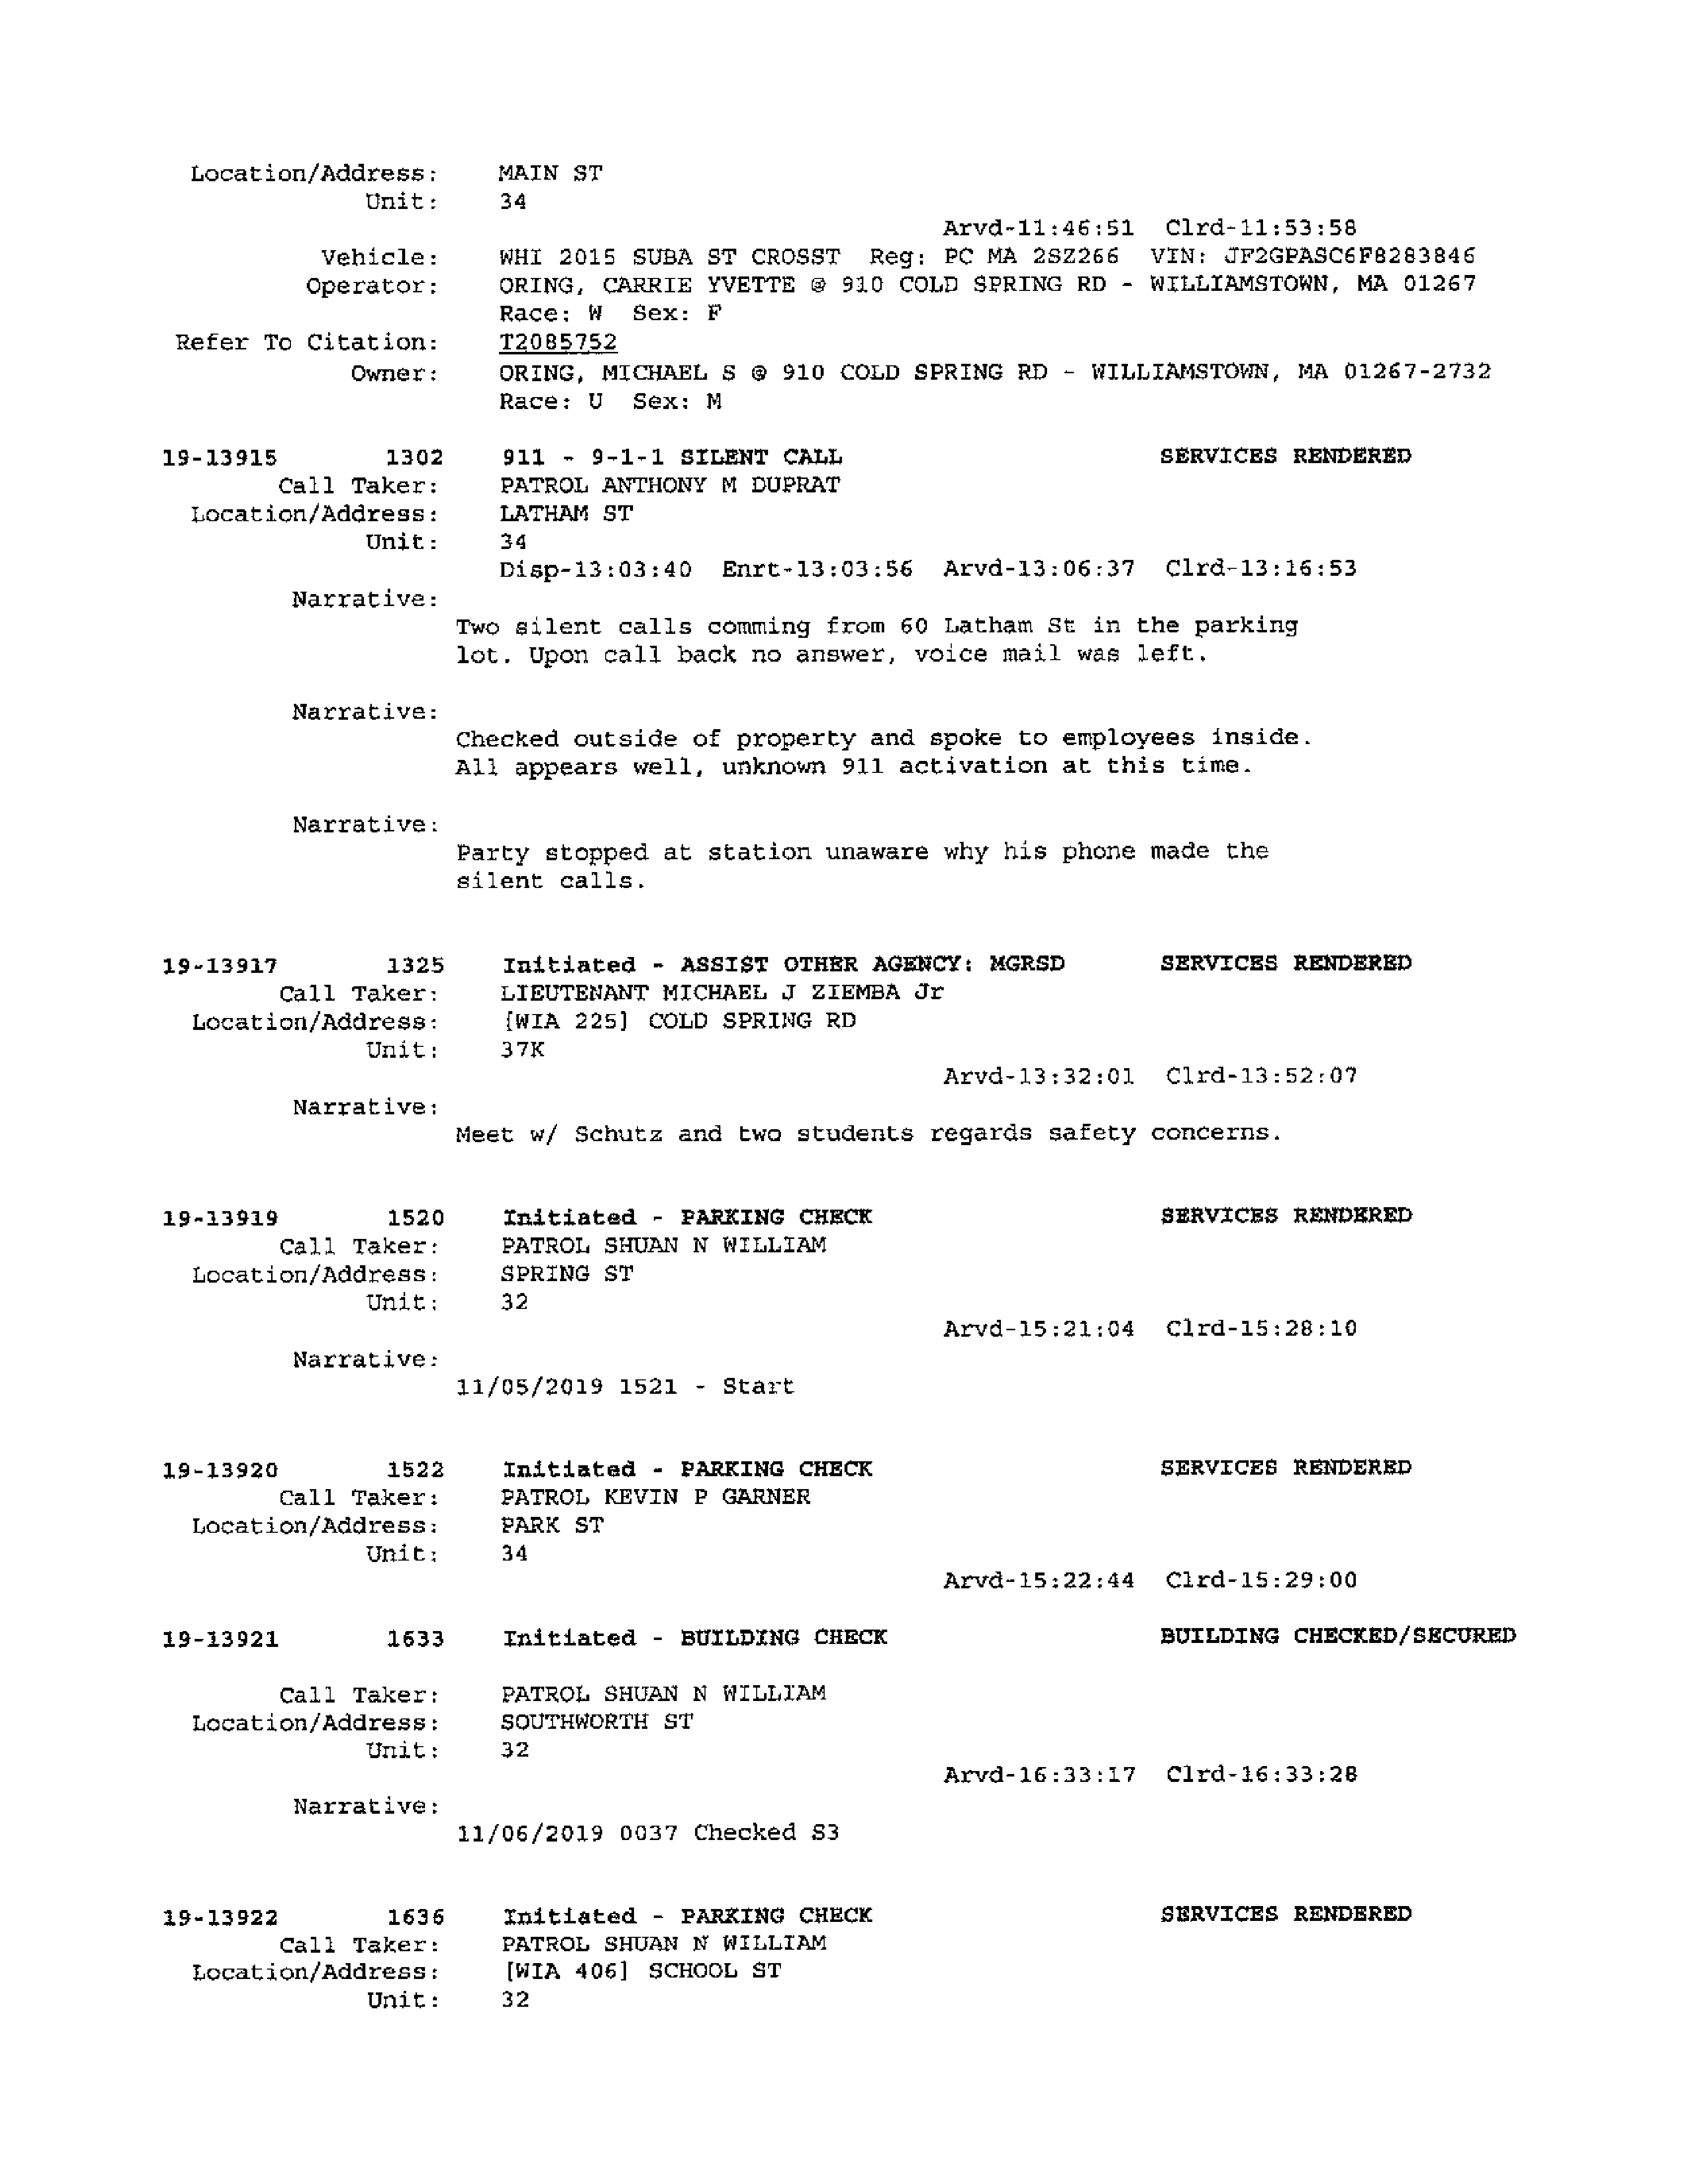 Location/Address: MAIN ST
Unit: 34
Arvd-11:46:51 Clrd-11:53:58
Vehicle: WHI 2015 SUBA ST CROSST Reg: PC MA 2SZ266 VIN: JF2GPASC6F8283846
Operator: ORING, CARRIE YVETTE @ 910 COLD SPRING RD - WILLIAMSTOWN, MA 01267
Race: W Sex: F
Refer To Citation: T2085752
Owner: ORING, MICHAEL S @ 910 COLD SPRING RD - WILLIAMSTOWN, MA 01267-2732
Race: U Sex: M
19-13915 1302 911 - 9-1-1 SILENT CALL SERVICES RENDERED
Call Taker: PATROL ANTHONY M DUPRAT
Location/Address: LATHAM ST
Unit: 34
Disp-13:03:40 Enrt-13:03:56 Arvd-13:06:37 Clrd-13:16:53
Narrative:
Two silent calls comming from 60 Latham St in the parking
lot. Upon call back no answer, voice mail was left.
Narrative:
Checked outside of property and spoke to employees inside.
All appears well, unknown 911 activation at this time.
Narrative:
Party stopped at station unaware why his phone made the
silent calls.
19-13917 1325 Initiated - ASSIST OTHER AGENCY: MGRSD SERVICES RENDERED
Call Taker: LIEUTENANT MICHAEL J ZIEMBA Jr
Location/Address: [WIA 225] COLD SPRING RD
Unit: 37K
Arvd-13:32:01 Clrd-13:52:07
Narrative:
Meet w/ Schutz and two students regards safety concerns.
19-13919 1520 Initiated - PARKING CHECK SERVICES RENDERED
Call Taker: PATROL SHUAN N WILLIAM
Location/Address: SPRING ST
Unit: 32
Arvd-15:21:04 Clrd-15:28:10
Narrative:
11/05/2019 1521 - Start
19-13920 1522 Initiated - PARKING CHECK SERVICES RENDERED
Call Taker: PATROL KEVIN P GARNER
Location/Address: PARK ST
Unit: 34
Arvd-15:22:44 Clrd-15:29:00
19-13921 1633 Initiated - BUILDING CHECK BUILDING CHECKED/SECURED
Call Taker: PATROL SHUAN N WILLIAM
Location/Address: SOUTHWORTH ST
Unit: 32
Arvd-16:33:17 Clrd-16:33:28
Narrative:
11/06/2019 0037 Checked S3
19-13922 1636 Initiated - PARKING CHECK SERVICES RENDERED
Call Taker: PATROL SHUAN N WILLIAM
Location/Address: [WIA 406] SCHOOL ST
Unit: 32